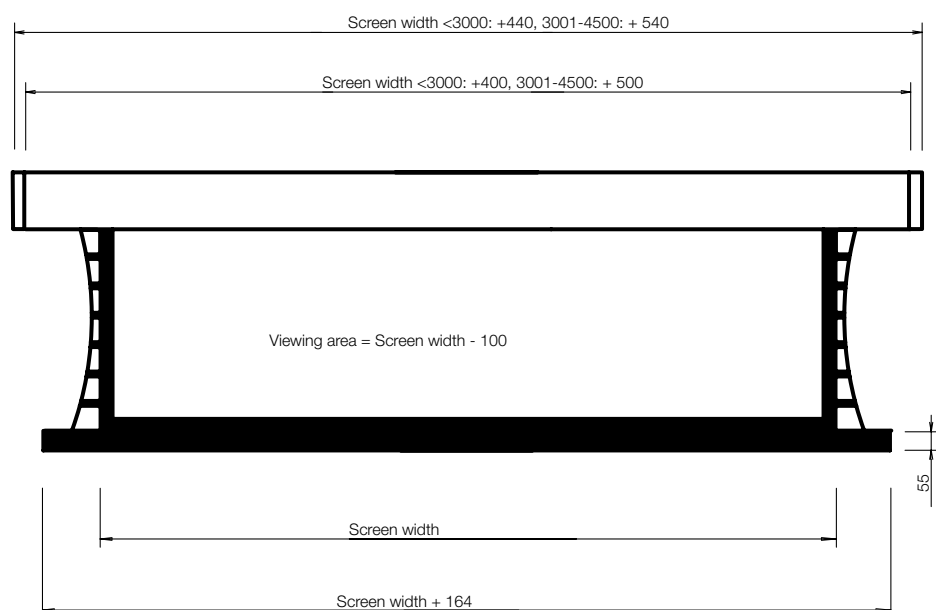 Screen width <3000: +440, 3001-4500: + 540
Screen width <3000: +400, 3001-4500: + 500
Viewing area = Screen width - 100
55
Screen width
Screen width + 164